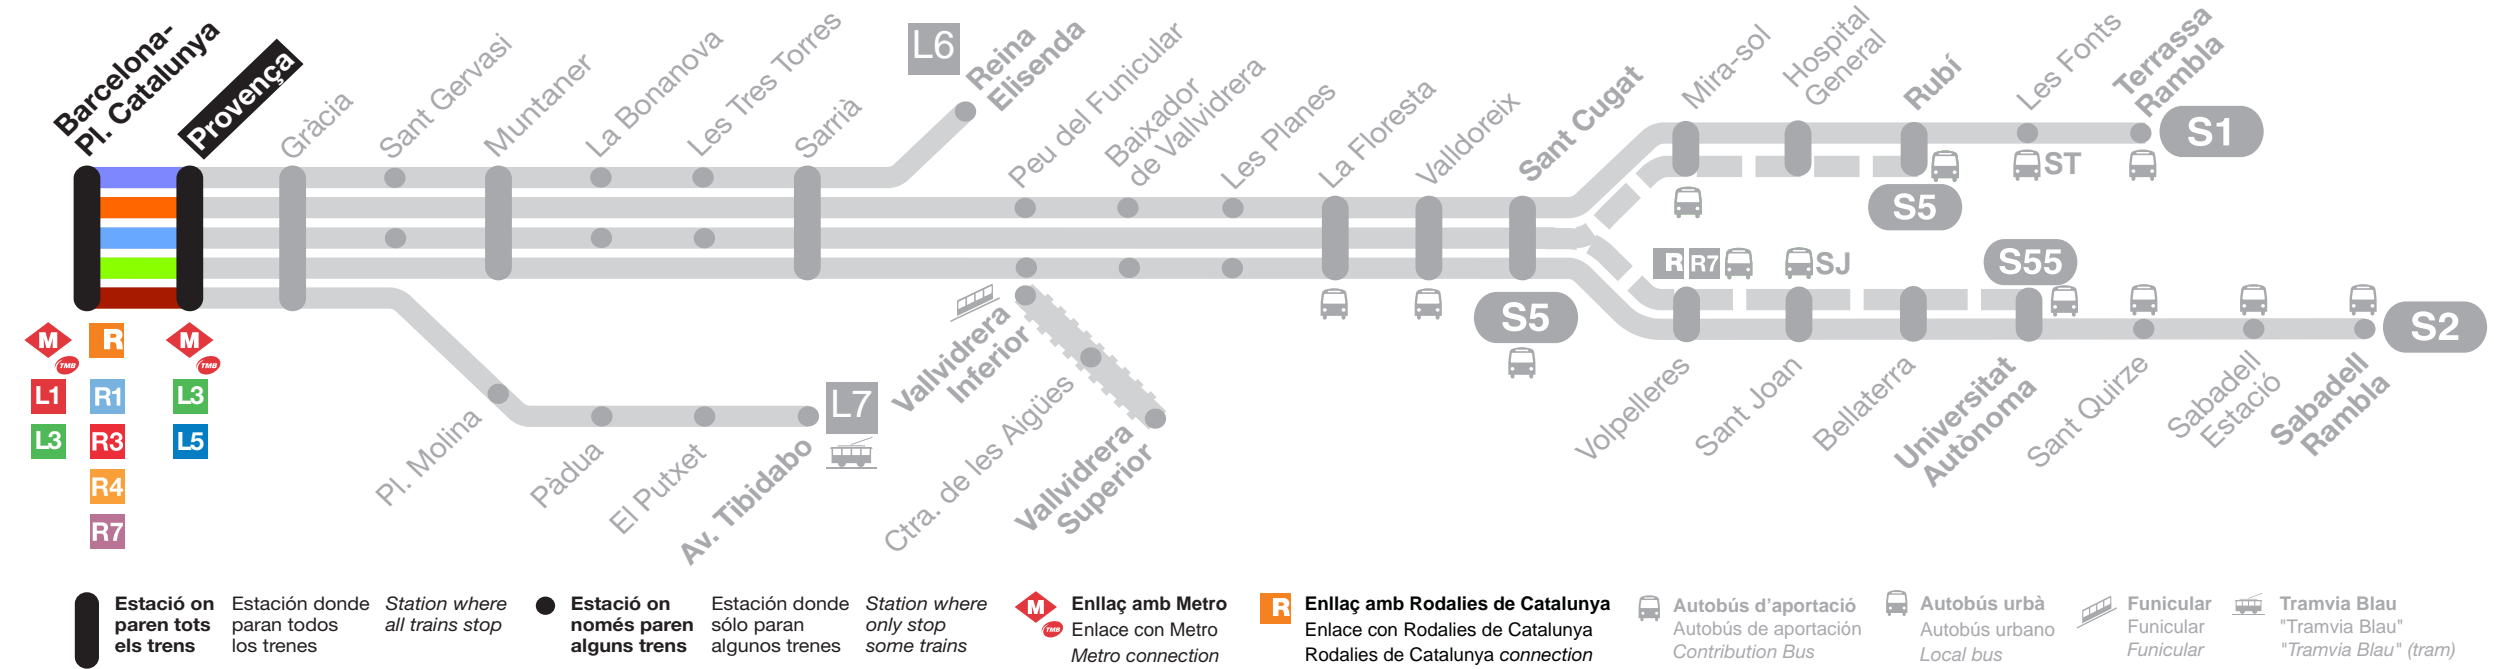 Barcelona-
Pl. Catalunya
Provença
Gràcia
Sant Gervasi
Muntaner
La Bonanova
Les Tres Torres
Sarrià
L6
Reina
Elisenda
Peu del Funicular
Baixador
de Vallvidrera
Les Planes
La Floresta
Valldoreix
Sant Cugat
Mira-sol
Hospital
General
Rubí
Les Fonts
Terrassa
Rambla
S1
ST
S5
R R7
SJ
S55
S5
S2
M
TMB
R
M
TMB
L1
R1
L3
L3
R3
L5
R4
R7
Pl. Molina
Pàdua
El Putxet
Av. Tibidabo
L7
Vallvidrera
Inferior
Ctra. de les Aigües
Vallvidrera
Superior
Volpelleres
Sant Joan
Bellaterra
Universitat
Autònoma
Sant Quirze
Sabadell
Estació
Sabadell
Rambla
Estació on
paren tots
els trens
Estación donde
paran todos
los trenes
Station where
all trains stop
Estació on
només paren
alguns trens
Estación donde
sólo paran
algunos trenes
Station where
only stop
some trains
M
TMB
Enllaç amb Metro
Enlace con Metro
Metro connection
R
Enllaç amb Rodalies de Catalunya
Enlace con Rodalies de Catalunya
Rodalies de Catalunya connection
Autobús d'aportació
Autobús de aportación
Contribution Bus
Autobús urbà
Autobús urbano
Local bus
Funicular
Funicular
Funicular
Tramvia Blau
"Tramvia Blau"
"Tramvia Blau" (tram)